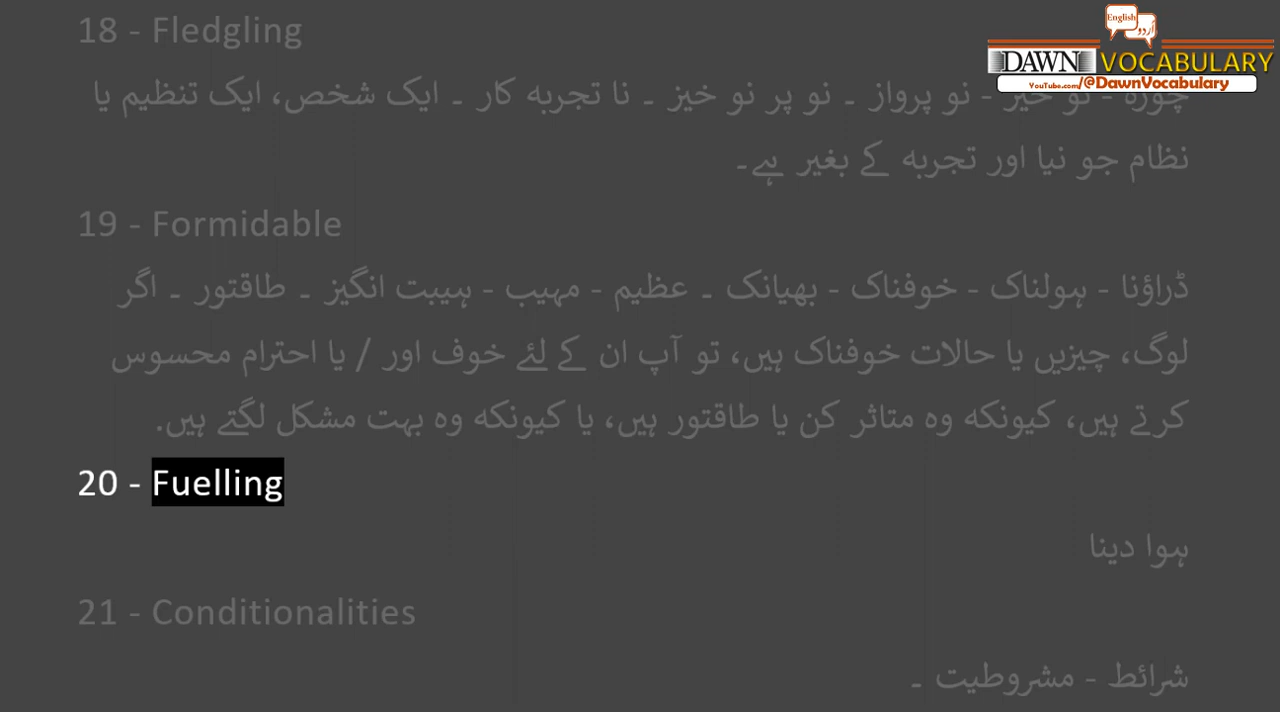 18 - Fledgling
English
اردو
DAWN VOCABULARY
YouTube.com/@DawnVocabulary
چوزہ - نو خیز - نو پرواز ۔ نو پر نو خیز ۔ نا تجربہ کار ۔ ایک شخص، ایک تنظیم یا
نظام جو نیا اور تجربہ کے بغیر ہے۔
19 - Formidable
ڈراؤنا - ہولناک - خوفناک - بھیانک ۔ عظیم - مہیب - ہیبت انگیز ۔ طاقتور ۔ اگر
لوگ، چیزیں یا حالات خوفناک ہیں، تو آپ ان کے لئے خوف اور / یا احترام محسوس
کرتے ہیں، کیونکہ وہ متاثر کن یا طاقتور ہیں، یا کیونکہ وہ بہت مشکل لگتے ہیں.
20 - Fuelling
ہوا دینا
21 - Conditionalities
شرائط - مشروطیت ۔